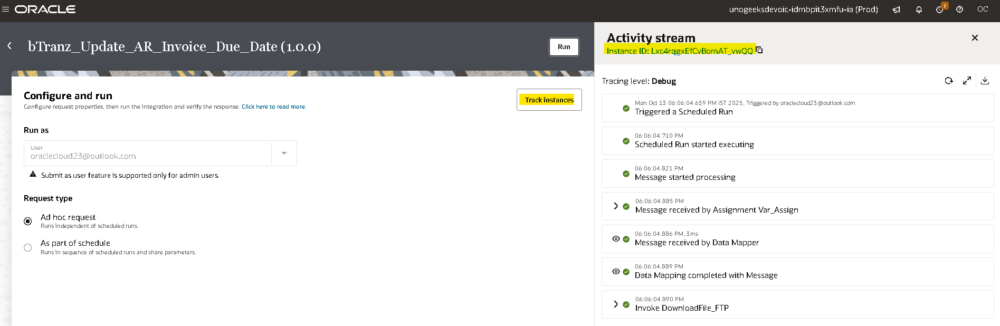 ORACLE
unogeeksdevoic-idmbpit3xmfu-ia (Prod)
2
OC
bTranz_Update_AR_Invoice_Due_Date (1.0.0)
Run
Configure and run
Configure request properties, then run the integration and verify the response. Click here to read more.
Track instances
Run as
User
oraclecloud23@outlook.com
Submit as user feature is supported only for admin users.
Request type
Ad hoc request
Runs independent of scheduled runs.
As part of schedule
Runs in sequence of scheduled runs and share parameters.
Activity stream
Instance ID: Lxc4rqgxEfCvBomAT_vwQQ
Tracing level: Debug
Mon Oct 13 06:06:04.639 PM IST 2025, Triggered by oraclecloud23@outlook.com
Triggered a Scheduled Run
06:06:04.710 PM
Scheduled Run started executing
06:06:04.821 PM
Message started processing
06:06:04.885 PM
Message received by Assignment Var_Assign
06:06:04.886 PM, 3ms
Message received by Data Mapper
06:06:04.889 PM
Data Mapping completed with Message
06:06:04.890 PM
Invoke DownloadFile_FTP